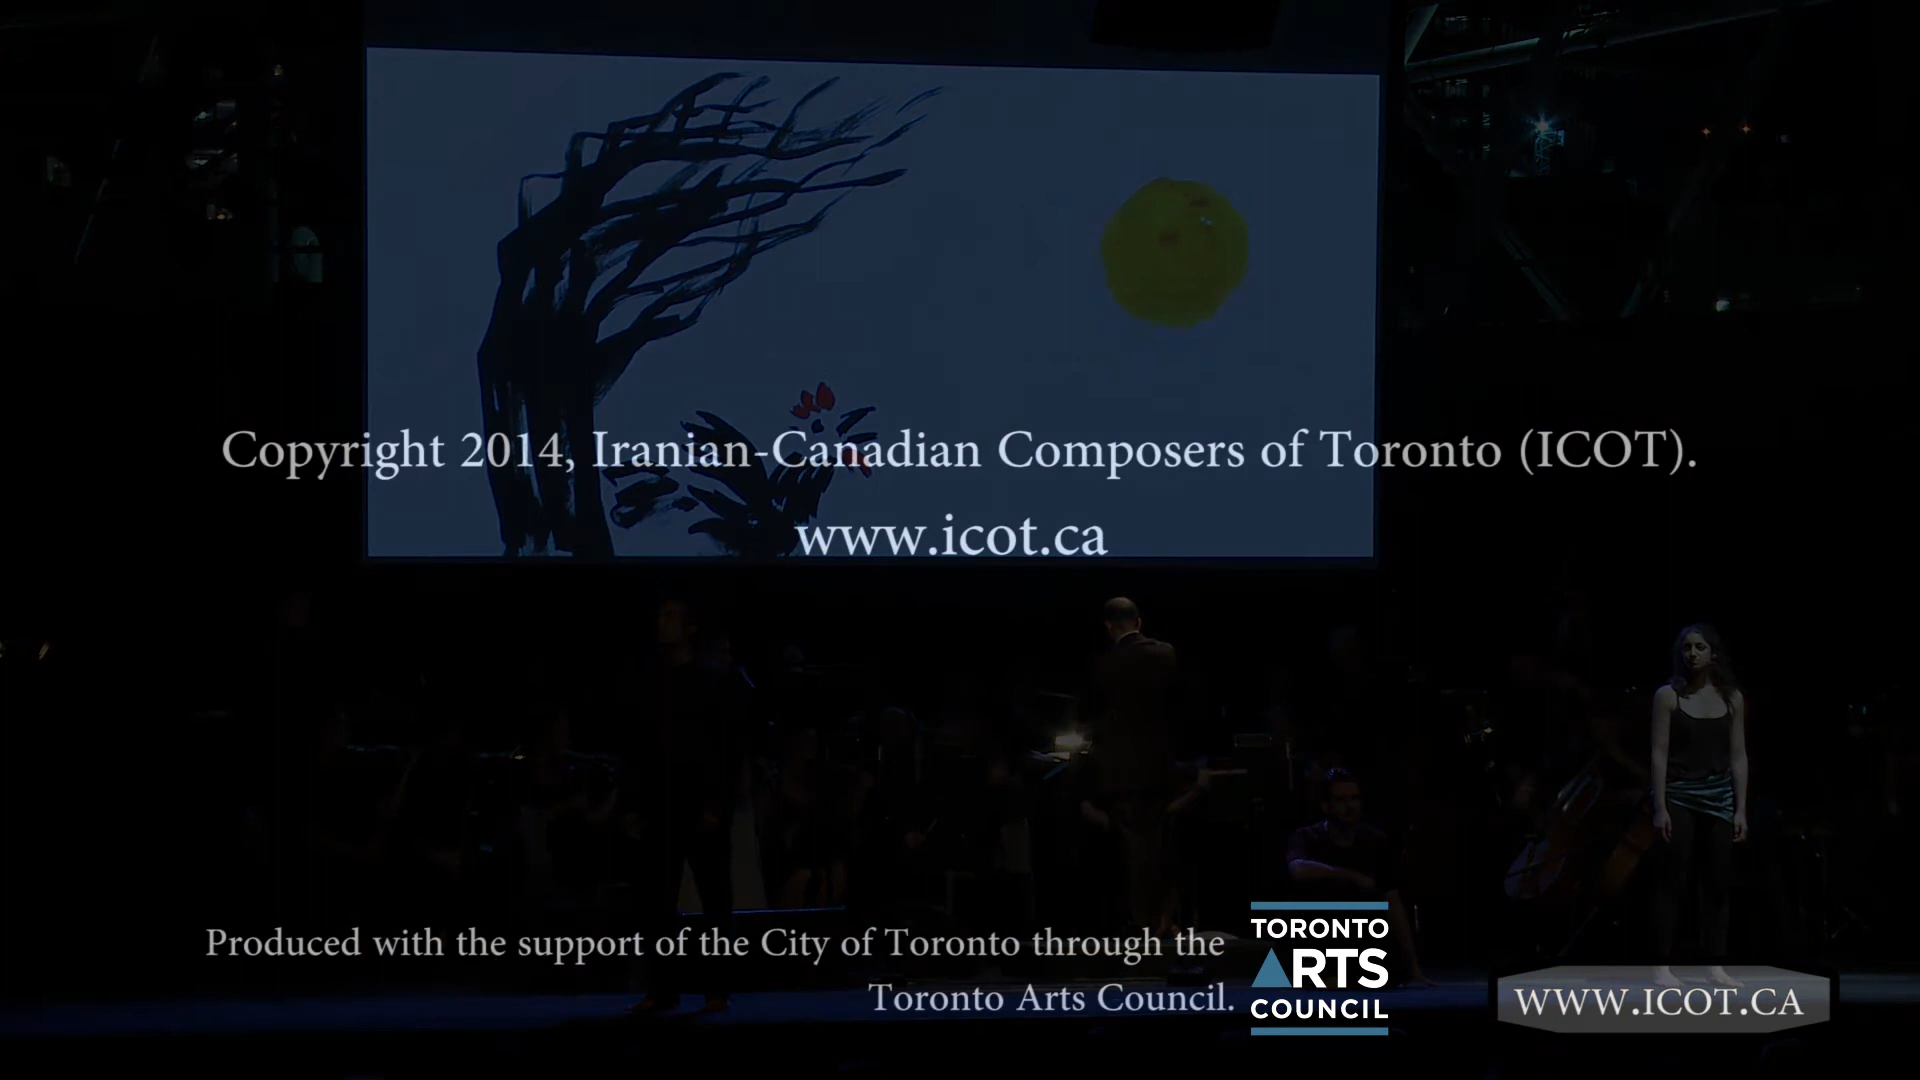 Copyright 2014, Iranian-Canadian Composers of Toronto (ICOT).
www.icot.ca
Produced with the support of the City of Toronto through the
Toronto Arts Council.
TORONTO
ARTS
COUNCIL
WWW.ICOT.CA